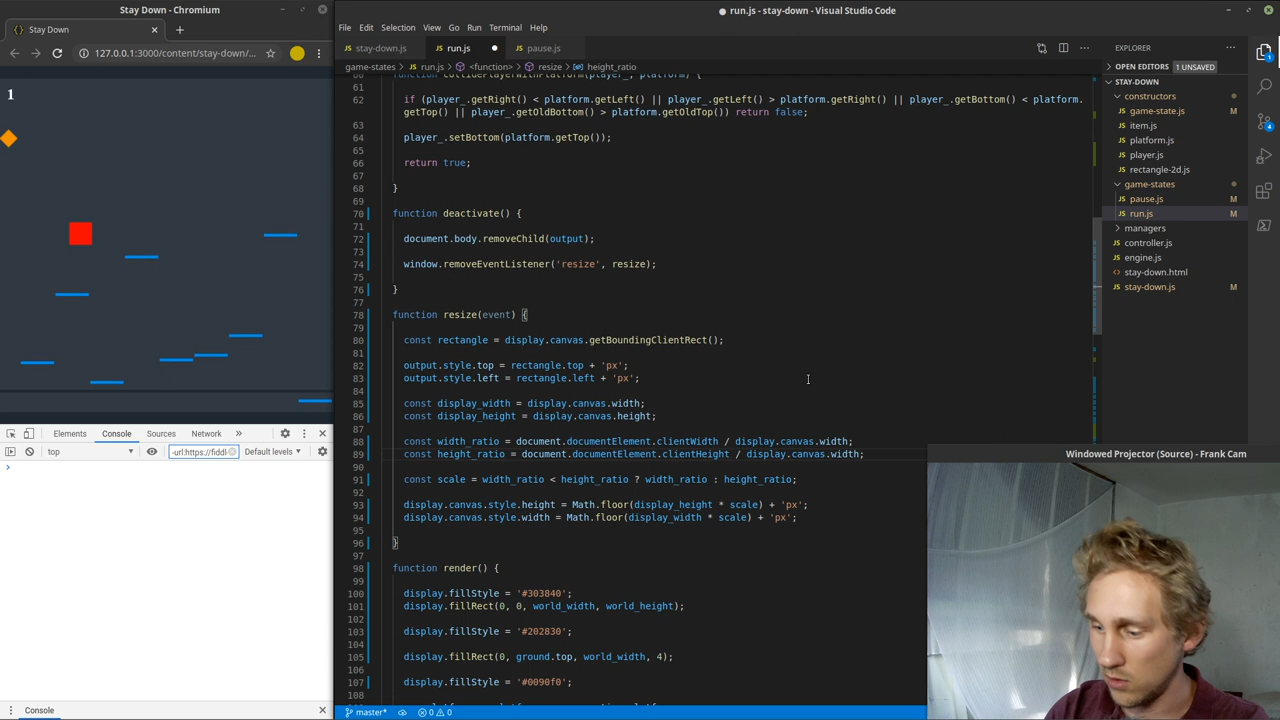 Stay Down - Chromium
Stay Down
127.0.0.1:3000/content/stay-down/
1
Elements Console Sources Network
top -url:https://fiddl Default levels
>
Console
run.js - stay-down - Visual Studio Code
File Edit Selection View Go Run Terminal Help
stay-down.js run.js pause.js
game-states > run.js > <function> > resize > height_ratio
61
62 if (player_.getRight() < platform.getLeft() || player_.getLeft() > platform.getRight() || player_.getBottom() < platform.
getTop() || player_.getOldBottom() > platform.getOldTop()) return false;
63
64 player_.setBottom(platform.getTop());
65
66 return true;
67
68 }
69
70 function deactivate() {
71
72 document.body.removeChild(output);
73
74 window.removeEventListener('resize', resize);
75
76 }
77
78 function resize(event) {
79
80 const rectangle = display.canvas.getBoundingClientRect();
81
82 output.style.top = rectangle.top + 'px';
83 output.style.left = rectangle.left + 'px';
84
85 const display_width = display.canvas.width;
86 const display_height = display.canvas.height;
87
88 const width_ratio = document.documentElement.clientWidth / display.canvas.width;
89 const height_ratio = document.documentElement.clientHeight / display.canvas.width;
90
91 const scale = width_ratio < height_ratio ? width_ratio : height_ratio;
92
93 display.canvas.style.height = Math.floor(display_height * scale) + 'px';
94 display.canvas.style.width = Math.floor(display_width * scale) + 'px';
95
96 }
97
98 function render() {
99
100 display.fillStyle = '#303840';
101 display.fillRect(0, 0, world_width, world_height);
102
103 display.fillStyle = '#202830';
104
105 display.fillRect(0, ground.top, world_width, 4);
106
107 display.fillStyle = '#0090f0';
108
master* 0 0
EXPLORER
OPEN EDITORS 1 UNSAVED
STAY-DOWN
constructors
game-state.js M
item.js
platform.js
player.js
rectangle-2d.js
game-states
pause.js M
run.js M
managers
controller.js
engine.js
stay-down.html
stay-down.js M
1
4
Windowed Projector (Source) - Frank Cam